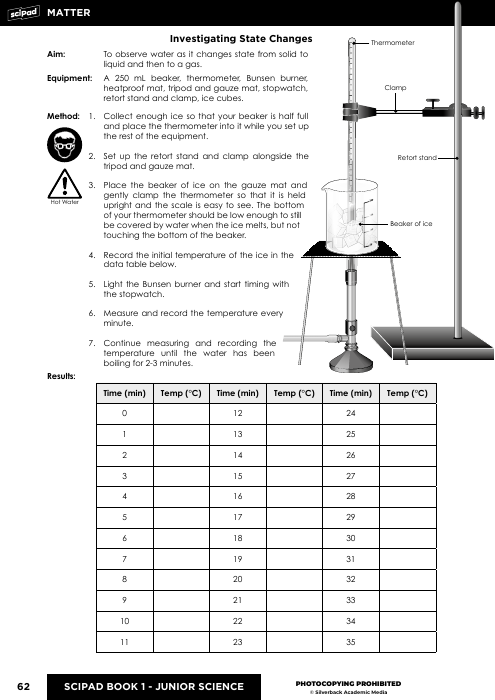 scipad MATTER
Investigating State Changes
Aim: To observe water as it changes state from solid to
liquid and then to a gas.
Equipment: A 250 mL beaker, thermometer, Bunsen burner,
heatproof mat, tripod and gauze mat, stopwatch,
retort stand and clamp, ice cubes.
Method: 1. Collect enough ice so that your beaker is half full
and place the thermometer into it while you set up
the rest of the equipment.
2. Set up the retort stand and clamp alongside the
tripod and gauze mat.
Hot Water
3. Place the beaker of ice on the gauze mat and
gently clamp the thermometer so that it is held
upright and the scale is easy to see. The bottom
of your thermometer should be low enough to still
be covered by water when the ice melts, but not
touching the bottom of the beaker.
4. Record the initial temperature of the ice in the
data table below.
5. Light the Bunsen burner and start timing with
the stopwatch.
6. Measure and record the temperature every
minute.
7. Continue measuring and recording the
temperature until the water has been
boiling for 2-3 minutes.
Thermometer
Clamp
Retort stand
Beaker of ice
Results:
Time (min) Temp (°C) Time (min) Temp (°C) Time (min) Temp (°C)
0 12 24
1 13 25
2 14 26
3 15 27
4 16 28
5 17 29
6 18 30
7 19 31
8 20 32
9 21 33
10 22 34
11 23 35
62 SCIPAD BOOK 1 - JUNIOR SCIENCE
PHOTOCOPYING PROHIBITED
© Silverback Academic Media